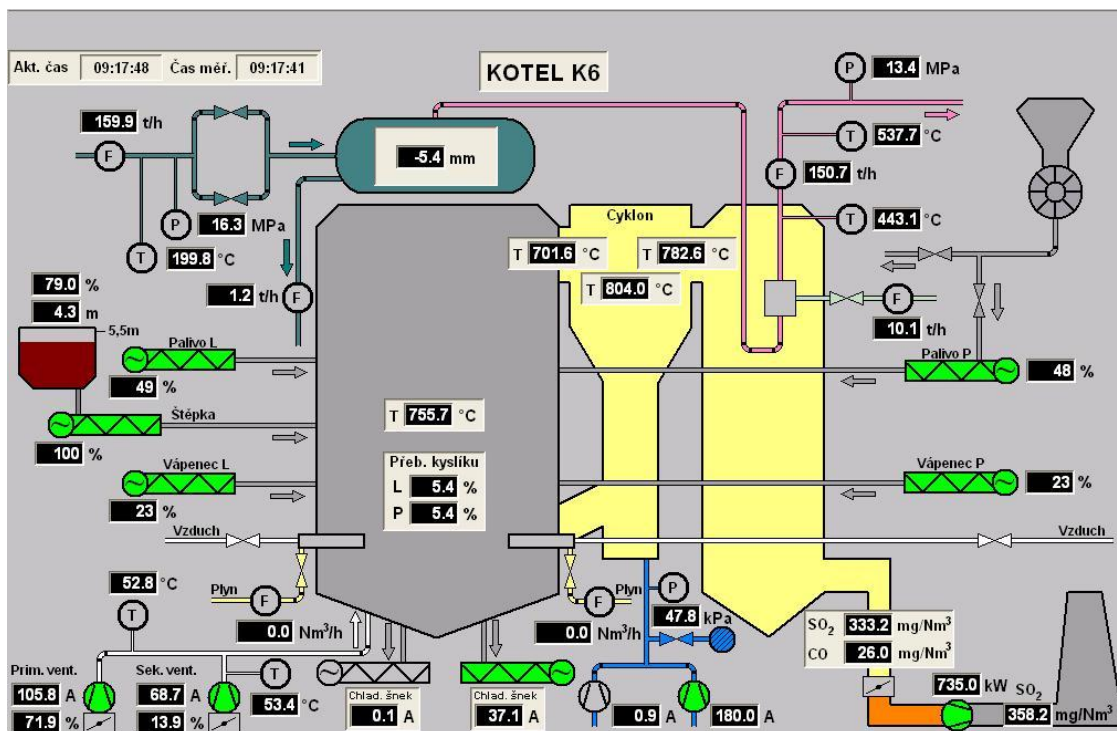 Akt. čas 09:17:48 Čas měř. 09:17:41
KOTEL K6
P 13.4 MPa
159.9 t/h
F
-5.4 mm
T 537.7 °C
F 150.7 t/h
P 16.3 MPa
T 199.8 °C
T 443.1 °C
Cyklon
T 701.6 °C
T 782.6 °C
T 804.0 °C
79.0 %
4.3 m
5,5m
1.2 t/h
F
F
10.1 t/h
Palivo L
49 %
Palivo P
48 %
Štěpka
100 %
T 755.7 °C
Přeb. kyslíku
L 5.4 %
P 5.4 %
Vápenec L
23 %
Vápenec P
23 %
Vzduch
Vzduch
52.8 °C
T
Plyn
F
0.0 Nm³/h
Plyn
F
0.0 Nm³/h
P
47.8 kPa
SO₂ 333.2 mg/Nm³
CO 26.0 mg/Nm³
Prim. vent.
105.8 A
71.9 %
Sek. vent.
68.7 A
13.9 %
T
53.4 °C
Chlad. šnek
0.1 A
Chlad. šnek
37.1 A
0.9 A
180.0 A
735.0 kW
SO₂
358.2 mg/Nm³